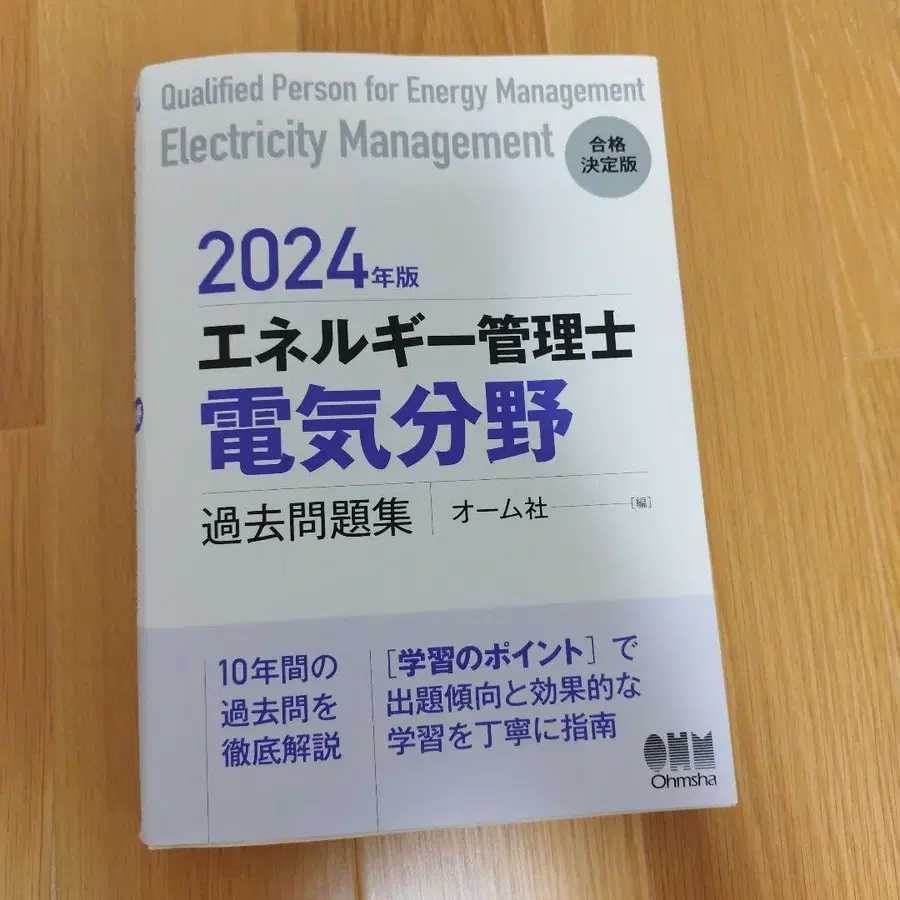 Qualified Person for Energy Management
Electricity Management
合格
決定版
2024年版
エネルギー管理士
電気分野
過去問題集
オーム社
[編]
10年間の
過去問を
徹底解説
[学習のポイント]で
出題傾向と効果的な
学習を丁寧に指南
OHM
Ohmsha